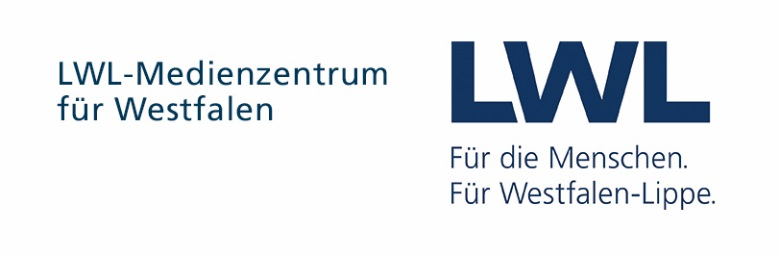 LWL-Medienzentrum
für Westfalen
LWL
Für die Menschen.
Für Westfalen-Lippe.